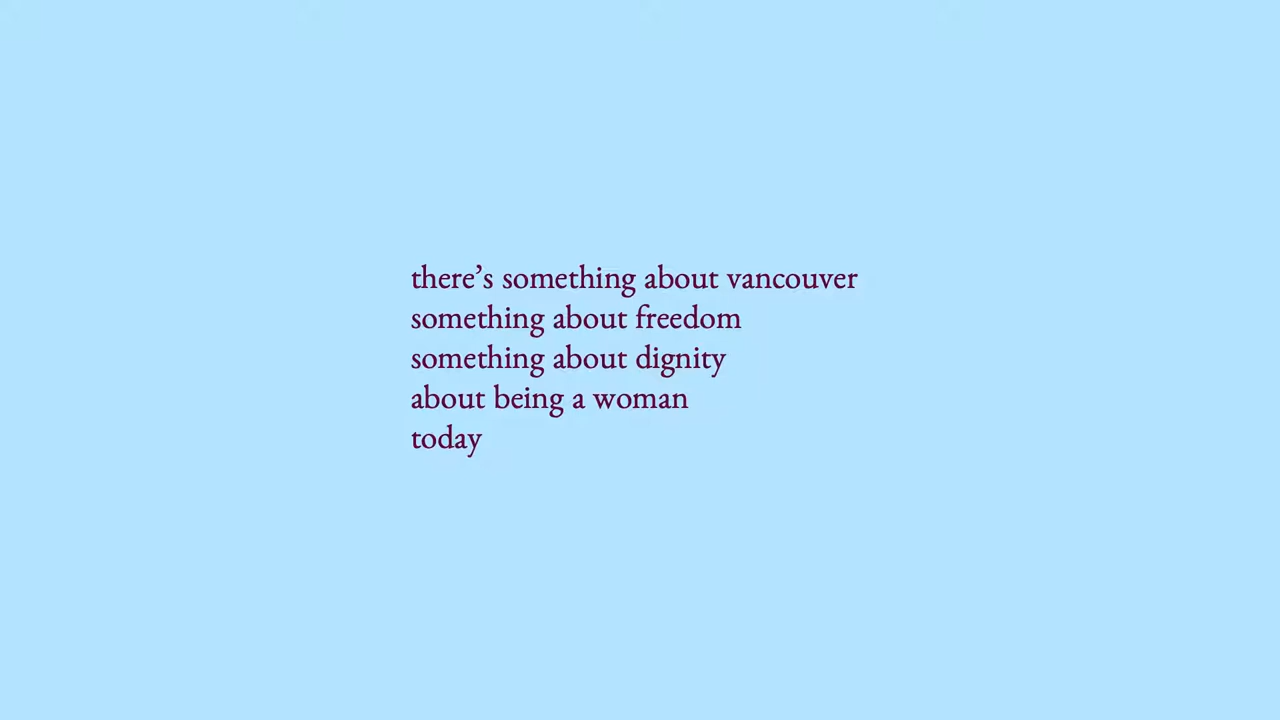 there’s something about vancouver
something about freedom
something about dignity
about being a woman
today